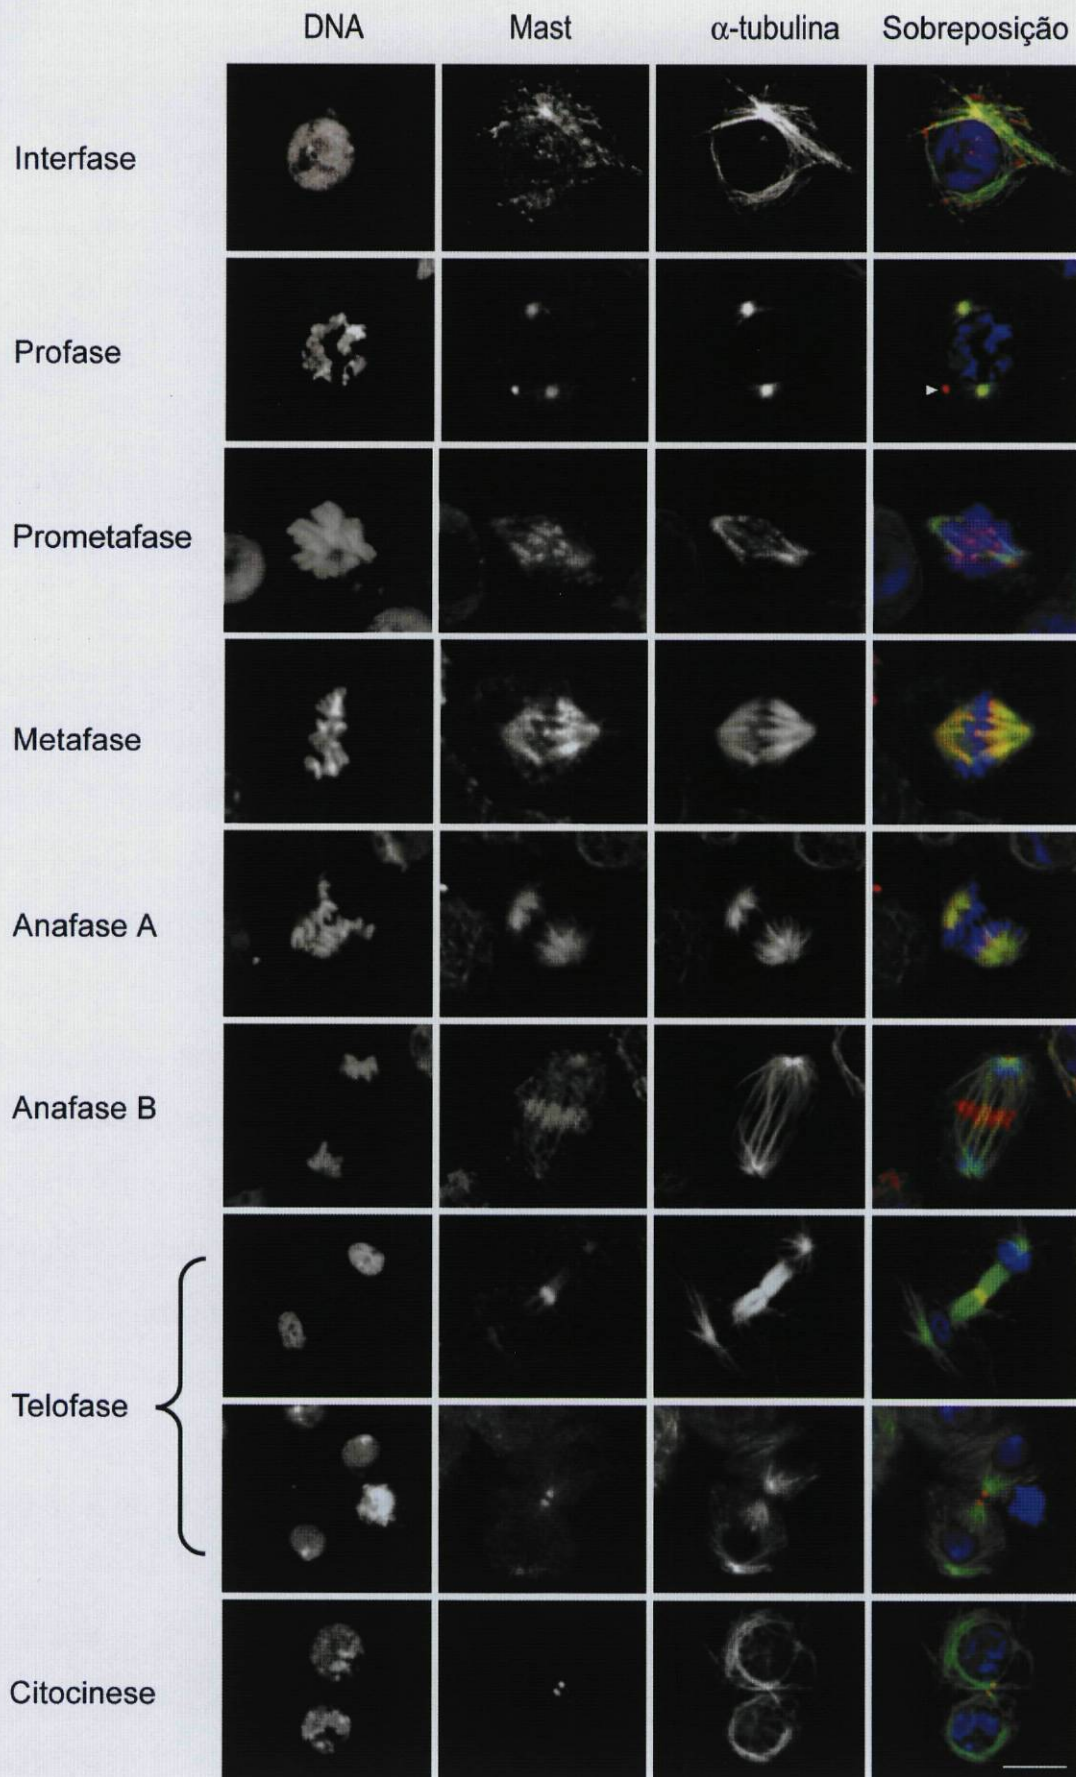 DNA Mast α-tubulina Sobreposição
Interfase
Profase
Prometafase
Metafase
Anafase A
Anafase B
Telofase
Citocinese